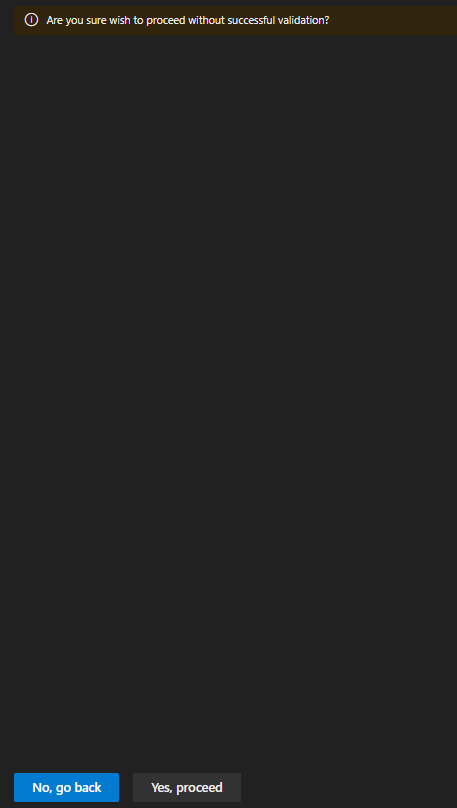 Are you sure wish to proceed without successful validation?
No, go back
Yes, proceed